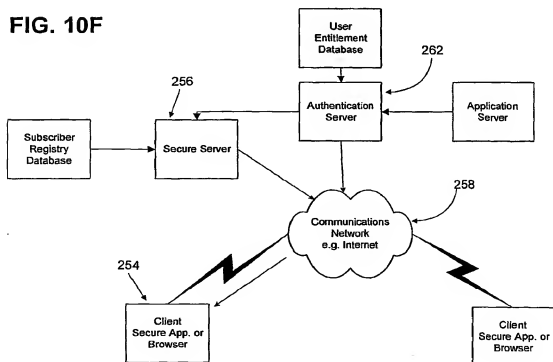 FIG. 10F
User
Entitlement
Database
262
256
Authentication
Server
Application
Server
Subscriber
Registry
Database
Secure Server
258
Communications
Network
e.g. Internet
254
Client
Secure App. or
Browser
Client
Secure App. or
Browser